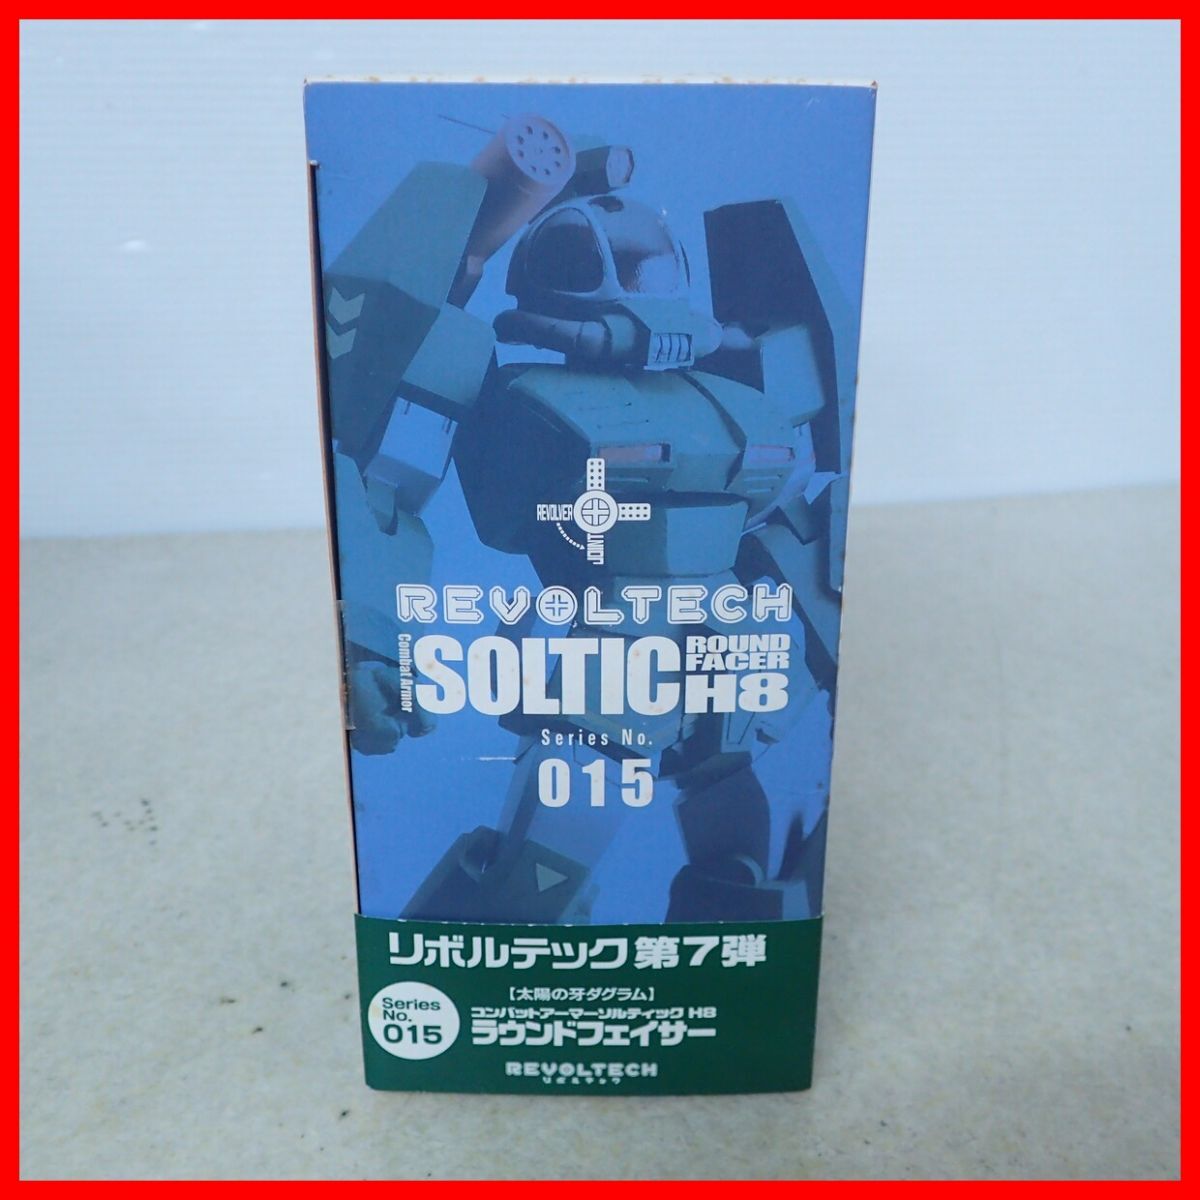 REVOLVER
JOINT
REVOLTECH
Combat Armor
SOLTIC
ROUND
FACER
H8
Series No.
015
リボルテック 第7弾
【太陽の牙ダグラム】
Series
No.
015
コンバットアーマーソルティック H8
ラウンドフェイサー
REVOLTECH
リボルテック